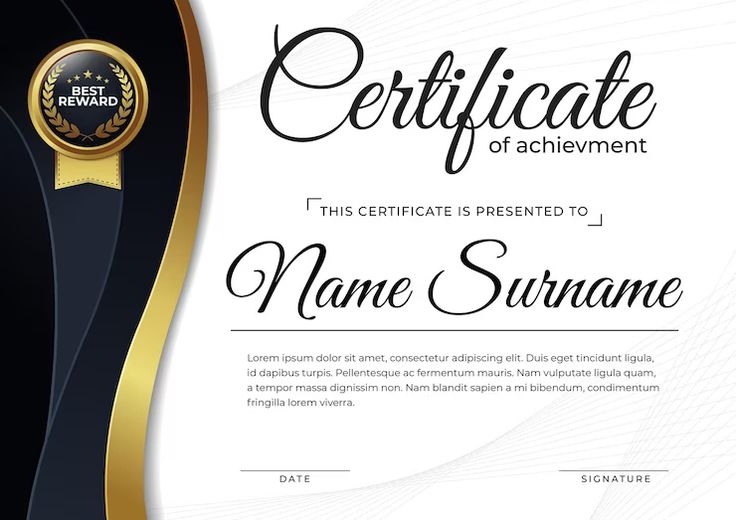 BEST
REWARD
Certificate
of achievment
THIS CERTIFICATE IS PRESENTED TO
Name Surname
Lorem ipsum dolor sit amet, consectetur adipiscing elit. Duis eget tincidunt ligula,
id dapibus turpis. Pellentesque fermentum mauris. Nam vulputate ligula quam,
a tempor massa dignissim non. Nam blandit sapien a mi bibendum, condimentum
fringilla lorem viverra.
DATE
SIGNATURE